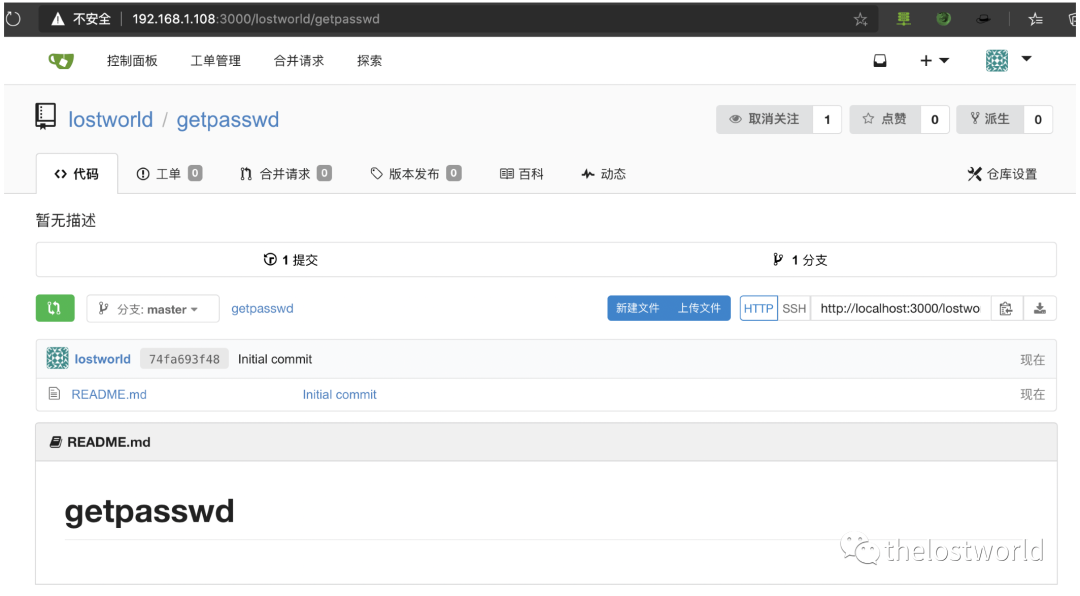 不安全 192.168.1.108:3000/lostworld/getpasswd
控制面板 工单管理 合并请求 探索
lostworld / getpasswd 取消关注 1 点赞 0 派生 0
代码 工单 0 合并请求 0 版本发布 0 百科 动态 仓库设置
暂无描述
1 提交 1 分支
分支: master getpasswd 新建文件 上传文件 HTTP SSH http://localhost:3000/lostwo
lostworld 74fa693f48 Initial commit 现在
README.md Initial commit 现在
README.md
getpasswd
thelostworld